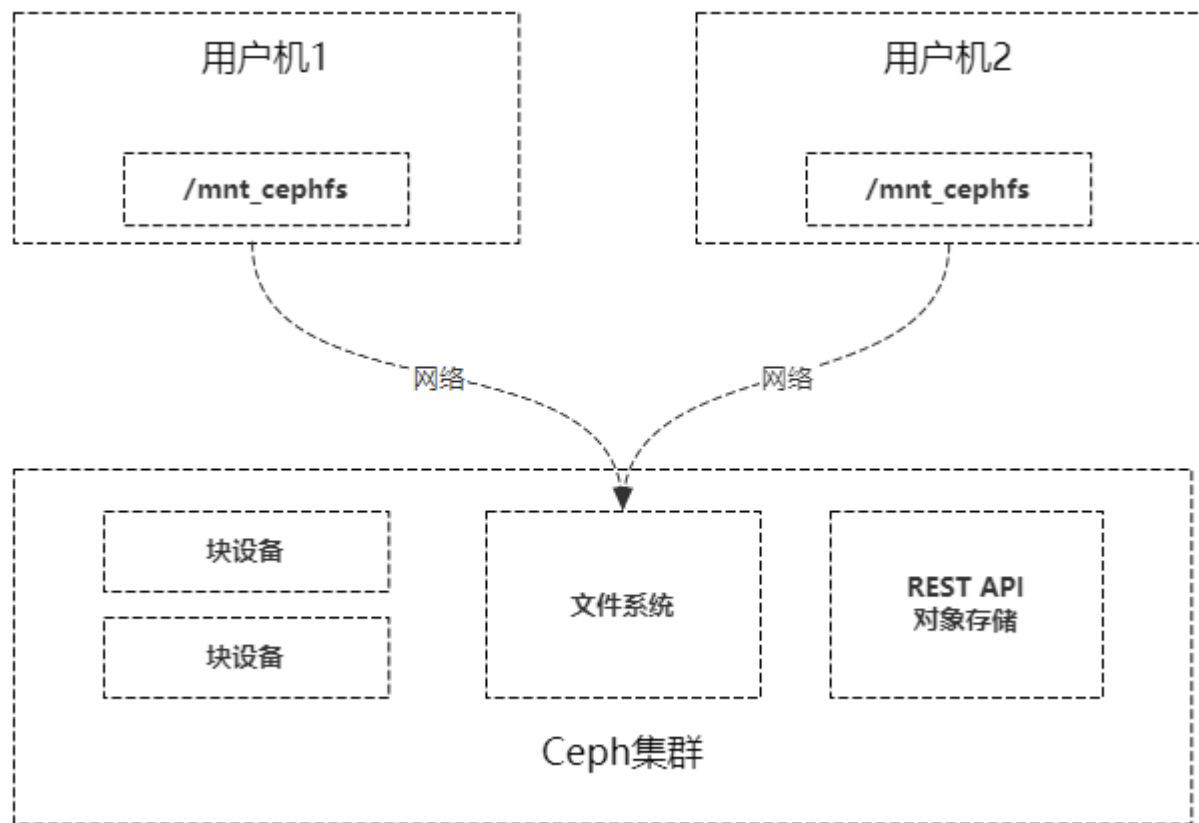 用户机1
用户机2
/mnt_cephfs
/mnt_cephfs
网络
网络
块设备
块设备
文件系统
REST API
对象存储
Ceph集群